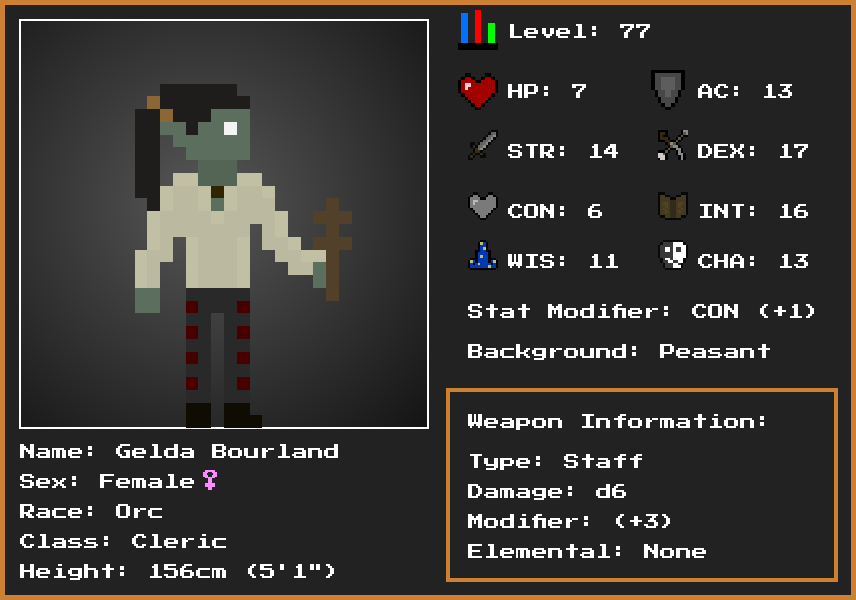 Level: 77
HP: 7
AC: 13
STR: 14
DEX: 17
CON: 6
INT: 16
WIS: 11
CHA: 13
Stat Modifier: CON (+1)
Background: Peasant
Weapon Information:
Type: Staff
Damage: d6
Modifier: (+3)
Elemental: None
Name: Gelda Bourland
Sex: Female♀
Race: Orc
Class: Cleric
Height: 156cm (5'1")